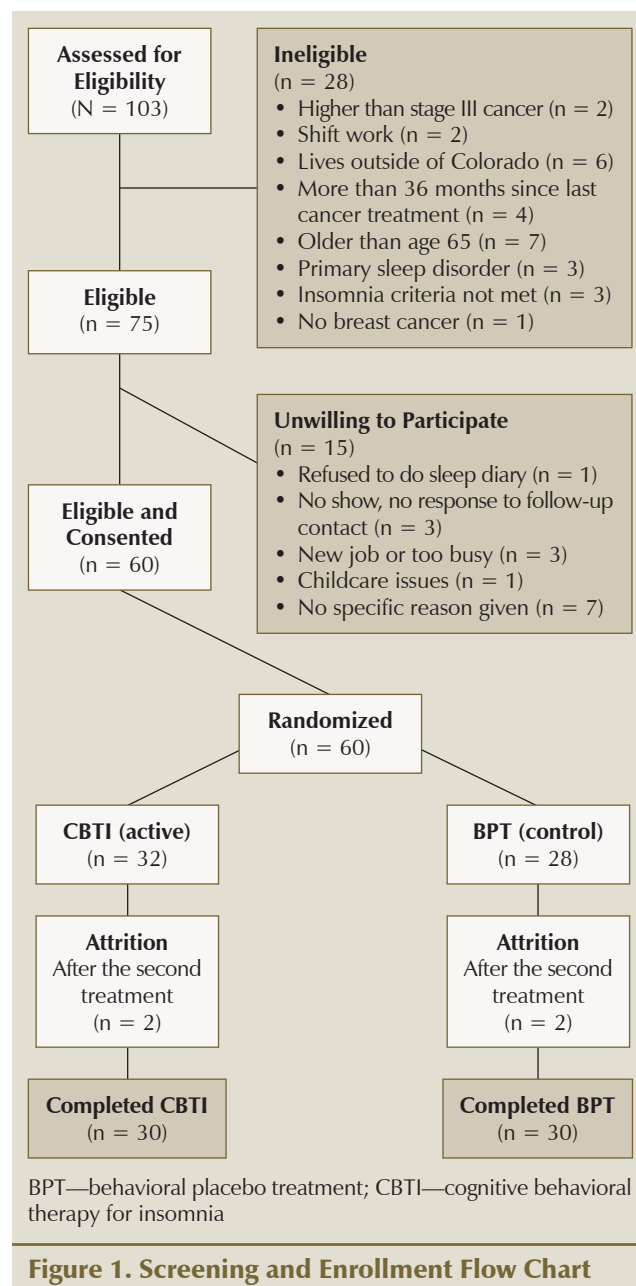 Assessed for
Eligibility
(N = 103)
Ineligible
(n = 28)
• Higher than stage III cancer (n = 2)
• Shift work (n = 2)
• Lives outside of Colorado (n = 6)
• More than 36 months since last
cancer treatment (n = 4)
• Older than age 65 (n = 7)
• Primary sleep disorder (n = 3)
• Insomnia criteria not met (n = 3)
• No breast cancer (n = 1)
Eligible
(n = 75)
Unwilling to Participate
(n = 15)
• Refused to do sleep diary (n = 1)
• No show, no response to follow-up
contact (n = 3)
• New job or too busy (n = 3)
• Childcare issues (n = 1)
• No specific reason given (n = 7)
Eligible and
Consented
(n = 60)
Randomized
(n = 60)
CBTI (active)
(n = 32)
BPT (control)
(n = 28)
Attrition
After the second
treatment
(n = 2)
Attrition
After the second
treatment
(n = 2)
Completed CBTI
(n = 30)
Completed BPT
(n = 30)
BPT—behavioral placebo treatment; CBTI—cognitive behavioral
therapy for insomnia
Figure 1. Screening and Enrollment Flow Chart